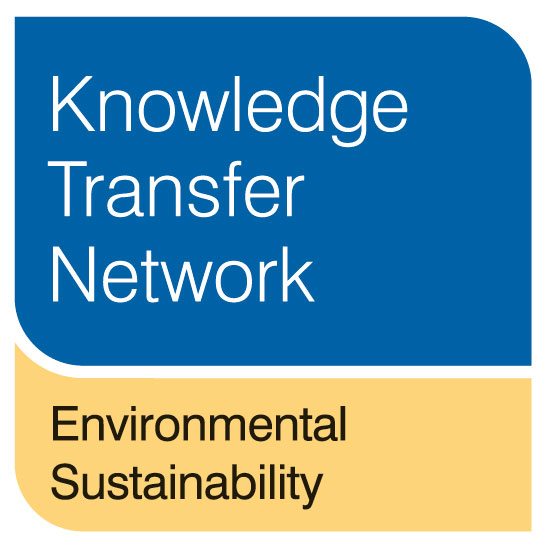 Knowledge
Transfer
Network
Environmental
Sustainability